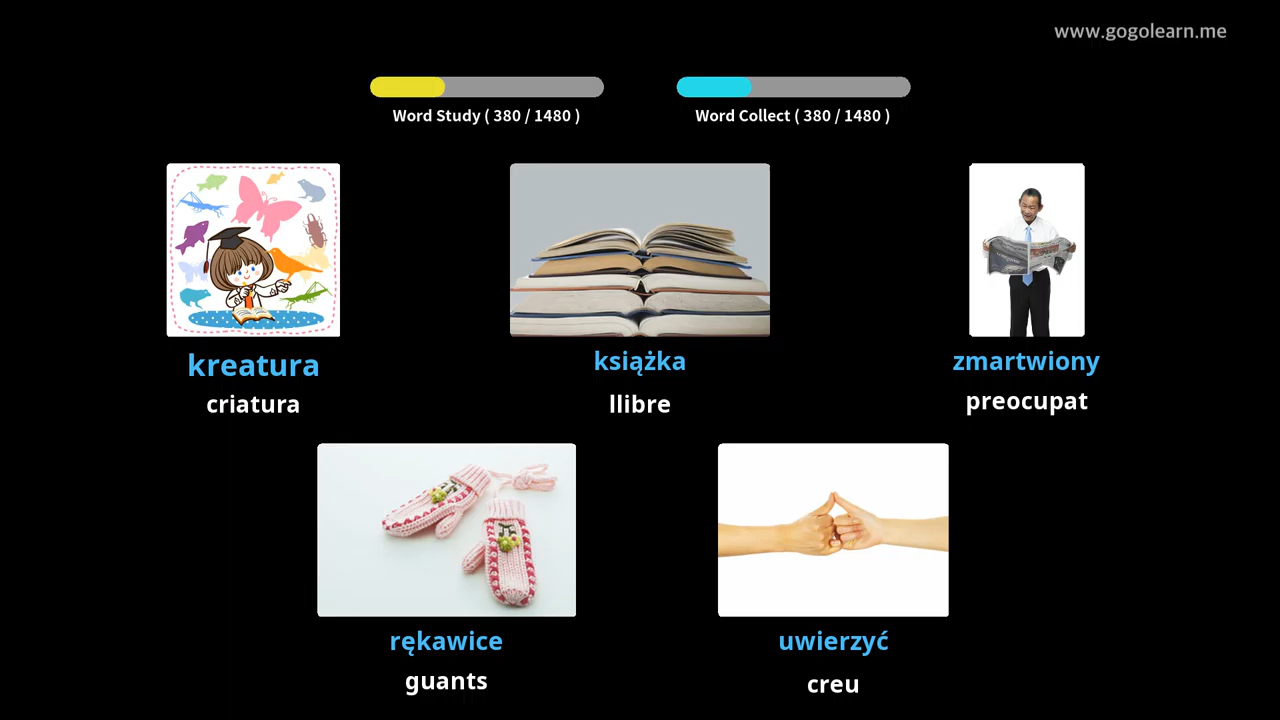 www.gogolearn.me
Word Study ( 380 / 1480 )
Word Collect ( 380 / 1480 )
kreatura
criatura
książka
llibre
zmartwiony
preocupat
rękawice
guants
uwierzyć
creu